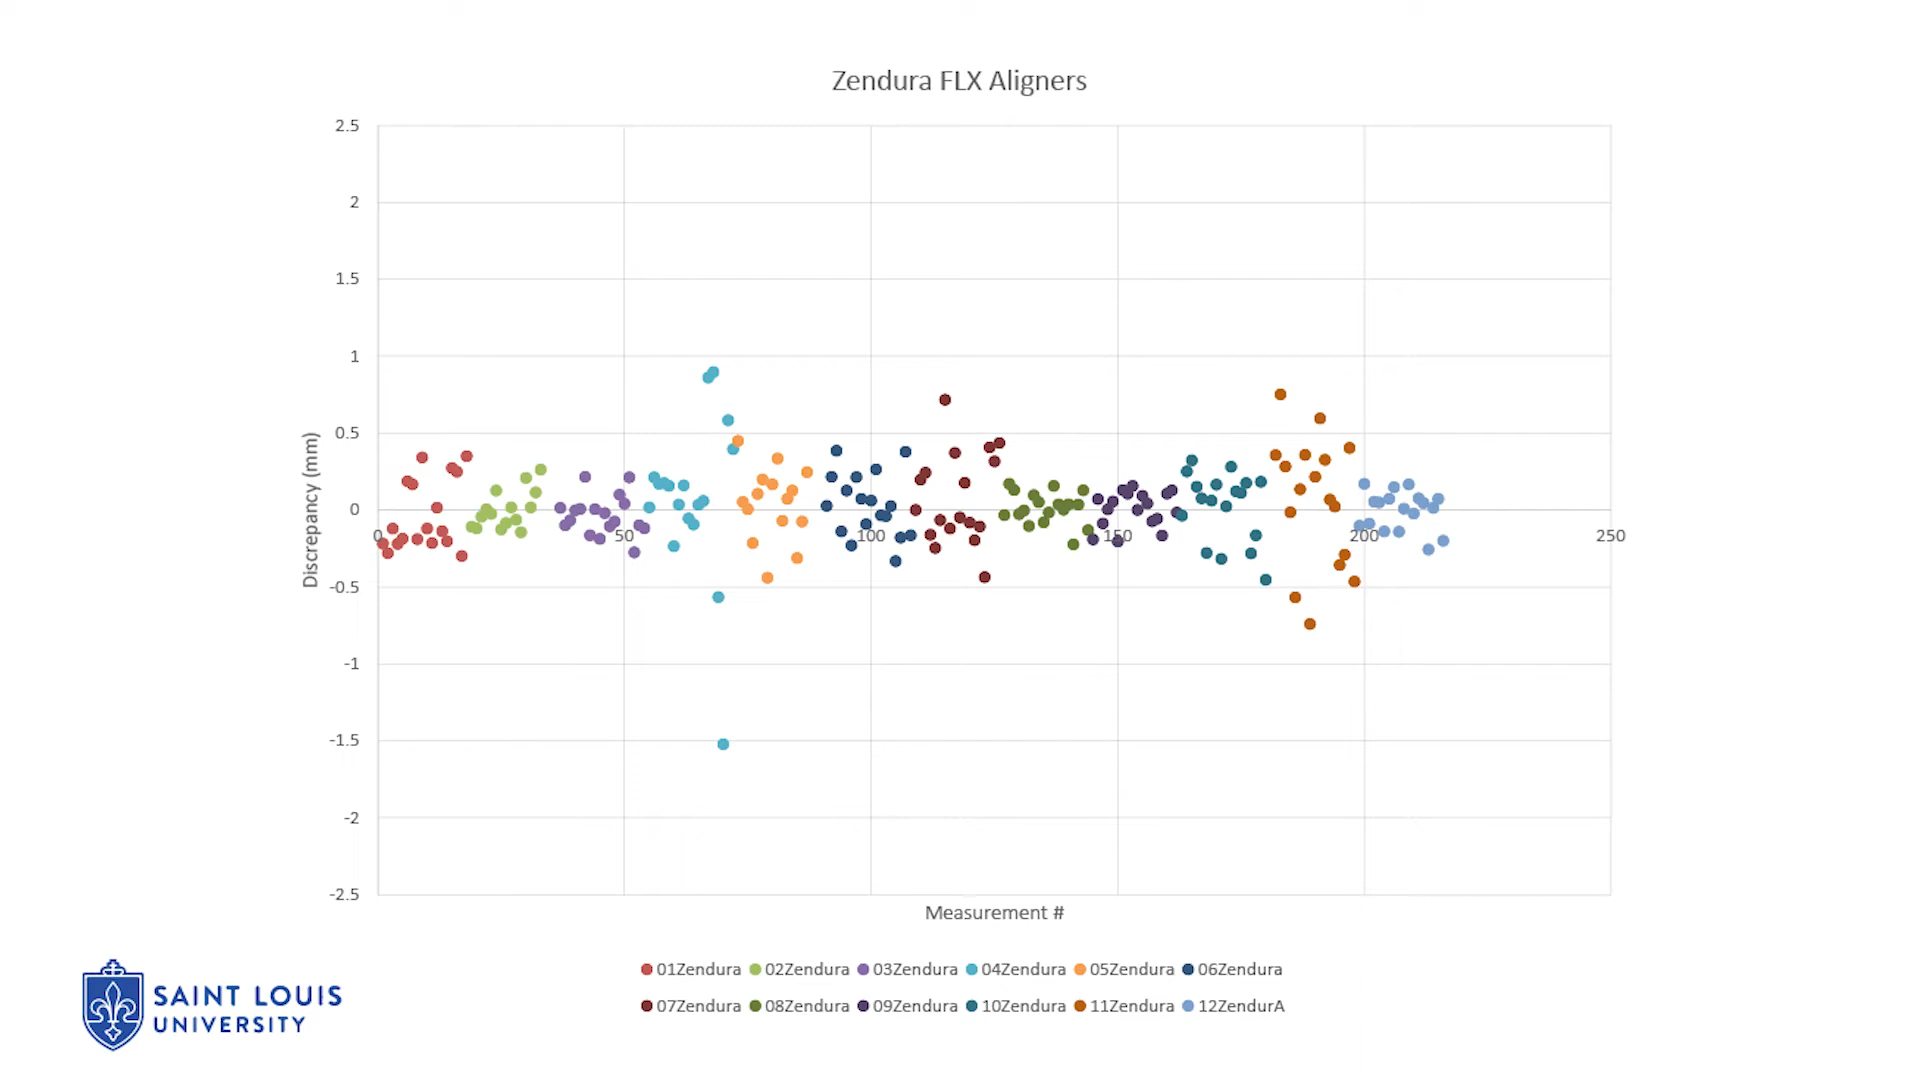 Zendura FLX Aligners
2.5
2
1.5
1
0.5
0
-0.5
-1
-1.5
-2
-2.5
Discrepancy (mm)
0 50 100 150 200 250
Measurement #
01Zendura 02Zendura 03Zendura 04Zendura 05Zendura 06Zendura
07Zendura 08Zendura 09Zendura 10Zendura 11Zendura 12ZendurA
SAINT LOUIS
UNIVERSITY